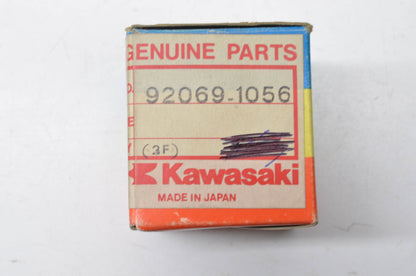 GENUINE PARTS
O. 92069-1056
E
Y (3F)
Kawasaki
MADE IN JAPAN